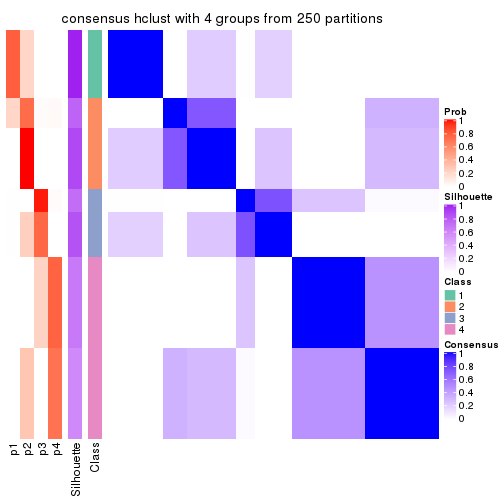 consensus hclust with 4 groups from 250 partitions
Prob
1
0.8
0.6
0.4
0.2
0
Silhouette
1
0.8
0.6
0.4
0.2
0
Class
1
2
3
4
Consensus
1
0.8
0.6
0.4
0.2
0
p1
p2
p3
p4
Silhouette
Class